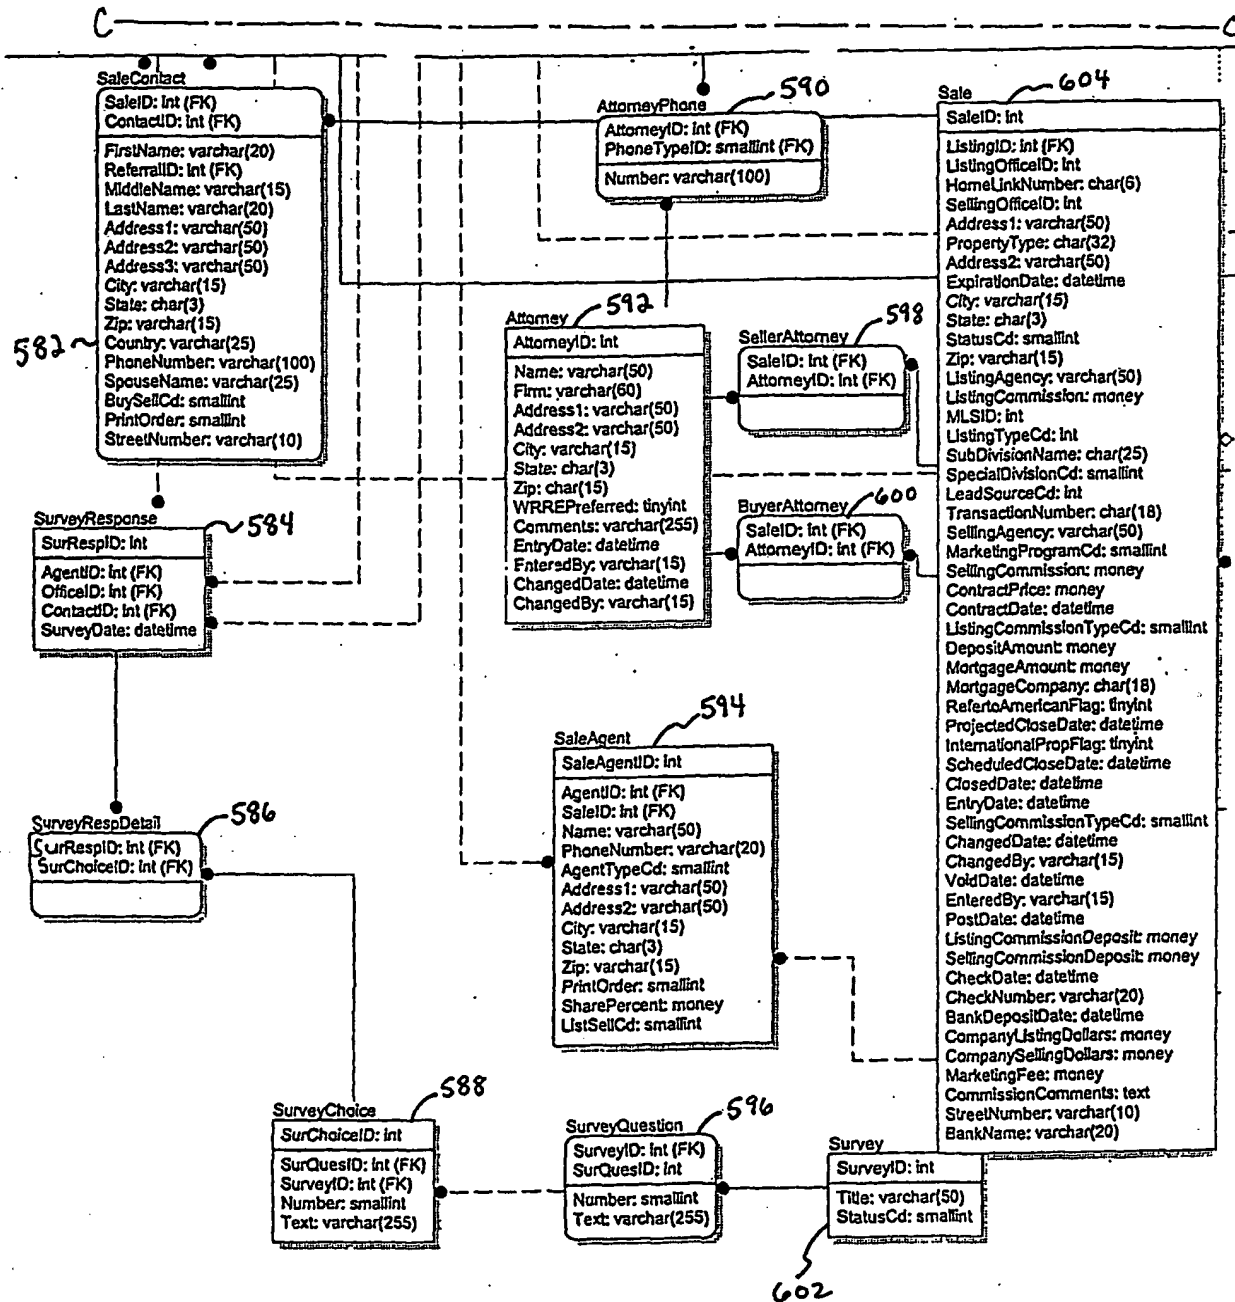 C
C
SaleContact
SaleID: int (FK)
ContactID: int (FK)
FirstName: varchar(20)
ReferralID: int (FK)
MiddleName: varchar(15)
LastName: varchar(20)
Address1: varchar(50)
Address2: varchar(50)
Address3: varchar(50)
City: varchar(15)
State: char(3)
Zip: varchar(15)
Country: varchar(25)
PhoneNumber: varchar(100)
SpouseName: varchar(25)
BuySellCd: smallint
PrintOrder: smallint
StreetNumber: varchar(10)
582
AttorneyPhone
590
AttorneyID: int (FK)
PhoneTypeID: smallint (FK)
Number: varchar(100)
Sale
604
SaleID: int
ListingID: int (FK)
ListingOfficeID: int
HomeLinkNumber: char(6)
SellingOfficeID: int
Address1: varchar(50)
PropertyType: char(32)
Address2: varchar(50)
ExpirationDate: datetime
City: varchar(15)
State: char(3)
StatusCd: smallint
Zip: varchar(15)
ListingAgency: varchar(50)
ListingCommission: money
MLSID: int
ListingTypeCd: int
SubDivisionName: char(25)
SpecialDivisionCd: smallint
LeadSourceCd: int
TransactionNumber: char(18)
SellingAgency: varchar(50)
MarketingProgramCd: smallint
SellingCommission: money
ContractPrice: money
ContractDate: datetime
ListingCommissionTypeCd: smallint
DepositAmount: money
MortgageAmount: money
MortgageCompany: char(18)
RefertoAmericanFlag: tinyint
ProjectedCloseDate: datetime
InternationalPropFlag: tinyint
ScheduledCloseDate: datetime
ClosedDate: datetime
EntryDate: datetime
SellingCommissionTypeCd: smallint
ChangedDate: datetime
ChangedBy: varchar(15)
VoidDate: datetime
EnteredBy: varchar(15)
PostDate: datetime
ListingCommissionDeposit: money
SellingCommissionDeposit: money
CheckDate: datetime
CheckNumber: varchar(20)
BankDepositDate: datetime
CompanyListingDollars: money
CompanySellingDollars: money
MarketingFee: money
CommissionComments: text
StreetNumber: varchar(10)
BankName: varchar(20)
Attorney
592
AttorneyID: int
Name: varchar(50)
Firm: varchar(60)
Address1: varchar(50)
Address2: varchar(50)
City: varchar(15)
State: char(3)
Zip: char(15)
WRREPreferred: tinyint
Comments: varchar(255)
EntryDate: datetime
EnteredBy: varchar(15)
ChangedDate: datetime
ChangedBy: varchar(15)
SellerAttorney
598
SaleID: int (FK)
AttorneyID: int (FK)
BuyerAttorney
600
SaleID: int (FK)
AttorneyID: int (FK)
SurveyResponse
584
SurRespID: int
AgentID: int (FK)
OfficeID: int (FK)
ContactID: int (FK)
SurveyDate: datetime
SaleAgent
594
SaleAgentID: int
AgentID: int (FK)
SaleID: int (FK)
Name: varchar(50)
PhoneNumber: varchar(20)
AgentTypeCd: smallint
Address1: varchar(50)
Address2: varchar(50)
City: varchar(15)
State: char(3)
Zip: varchar(15)
PrintOrder: smallint
SharePercent: money
ListSellCd: smallint
SurveyRespDetail
586
SurRespID: int (FK)
SurChoiceID: int (FK)
SurveyChoice
588
SurChoiceID: int
SurQuesID: int (FK)
SurveyID: int (FK)
Number: smallint
Text: varchar(255)
SurveyQuestion
596
SurveyID: int (FK)
SurQuesID: int
Number: smallint
Text: varchar(255)
Survey
SurveyID: int
Title: varchar(50)
StatusCd: smallint
602